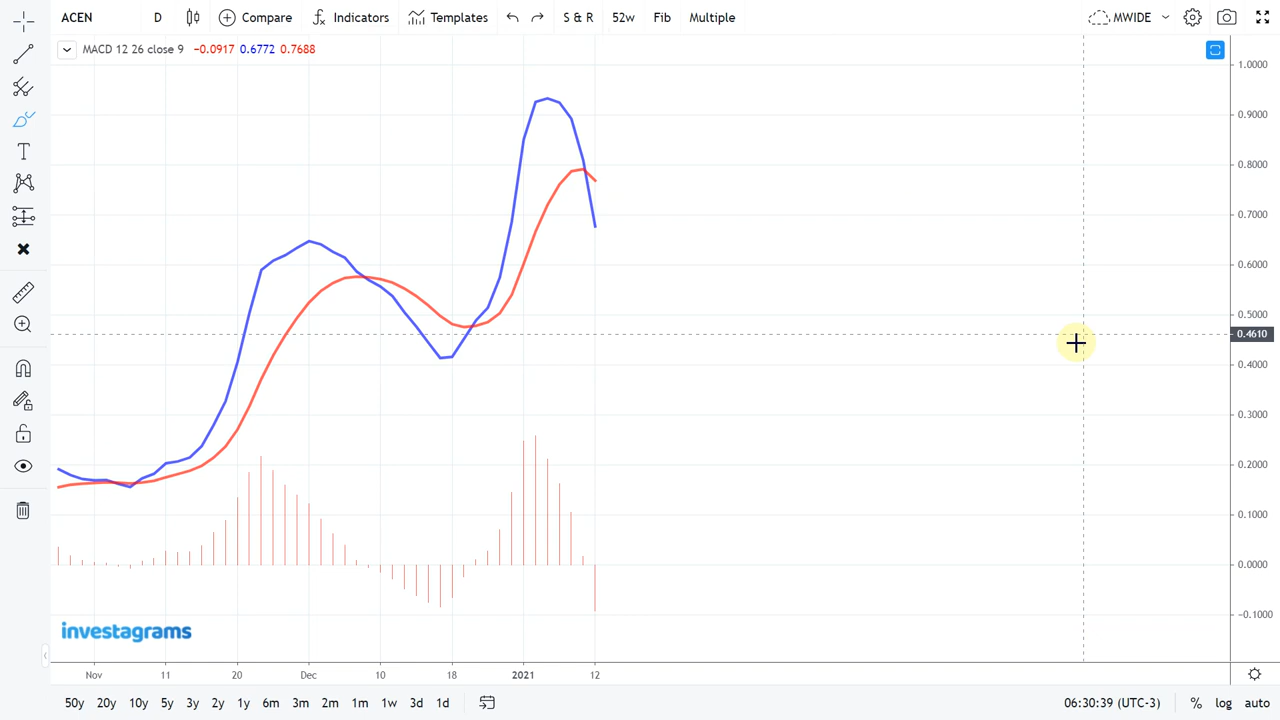 ACEN D Compare Indicators Templates S & R 52w Fib Multiple MWIDE
MACD 12 26 close 9 −0.0917 0.6772 0.7688
1.0000
0.9000
0.8000
0.7000
0.6000
0.5000
0.4610
0.4000
0.3000
0.2000
0.1000
0.0000
−0.1000
investagrams
Nov 11 20 Dec 10 18 2021 12
50y 20y 10y 5y 3y 2y 1y 6m 3m 2m 1m 1w 3d 1d 06:30:39 (UTC-3) % log auto